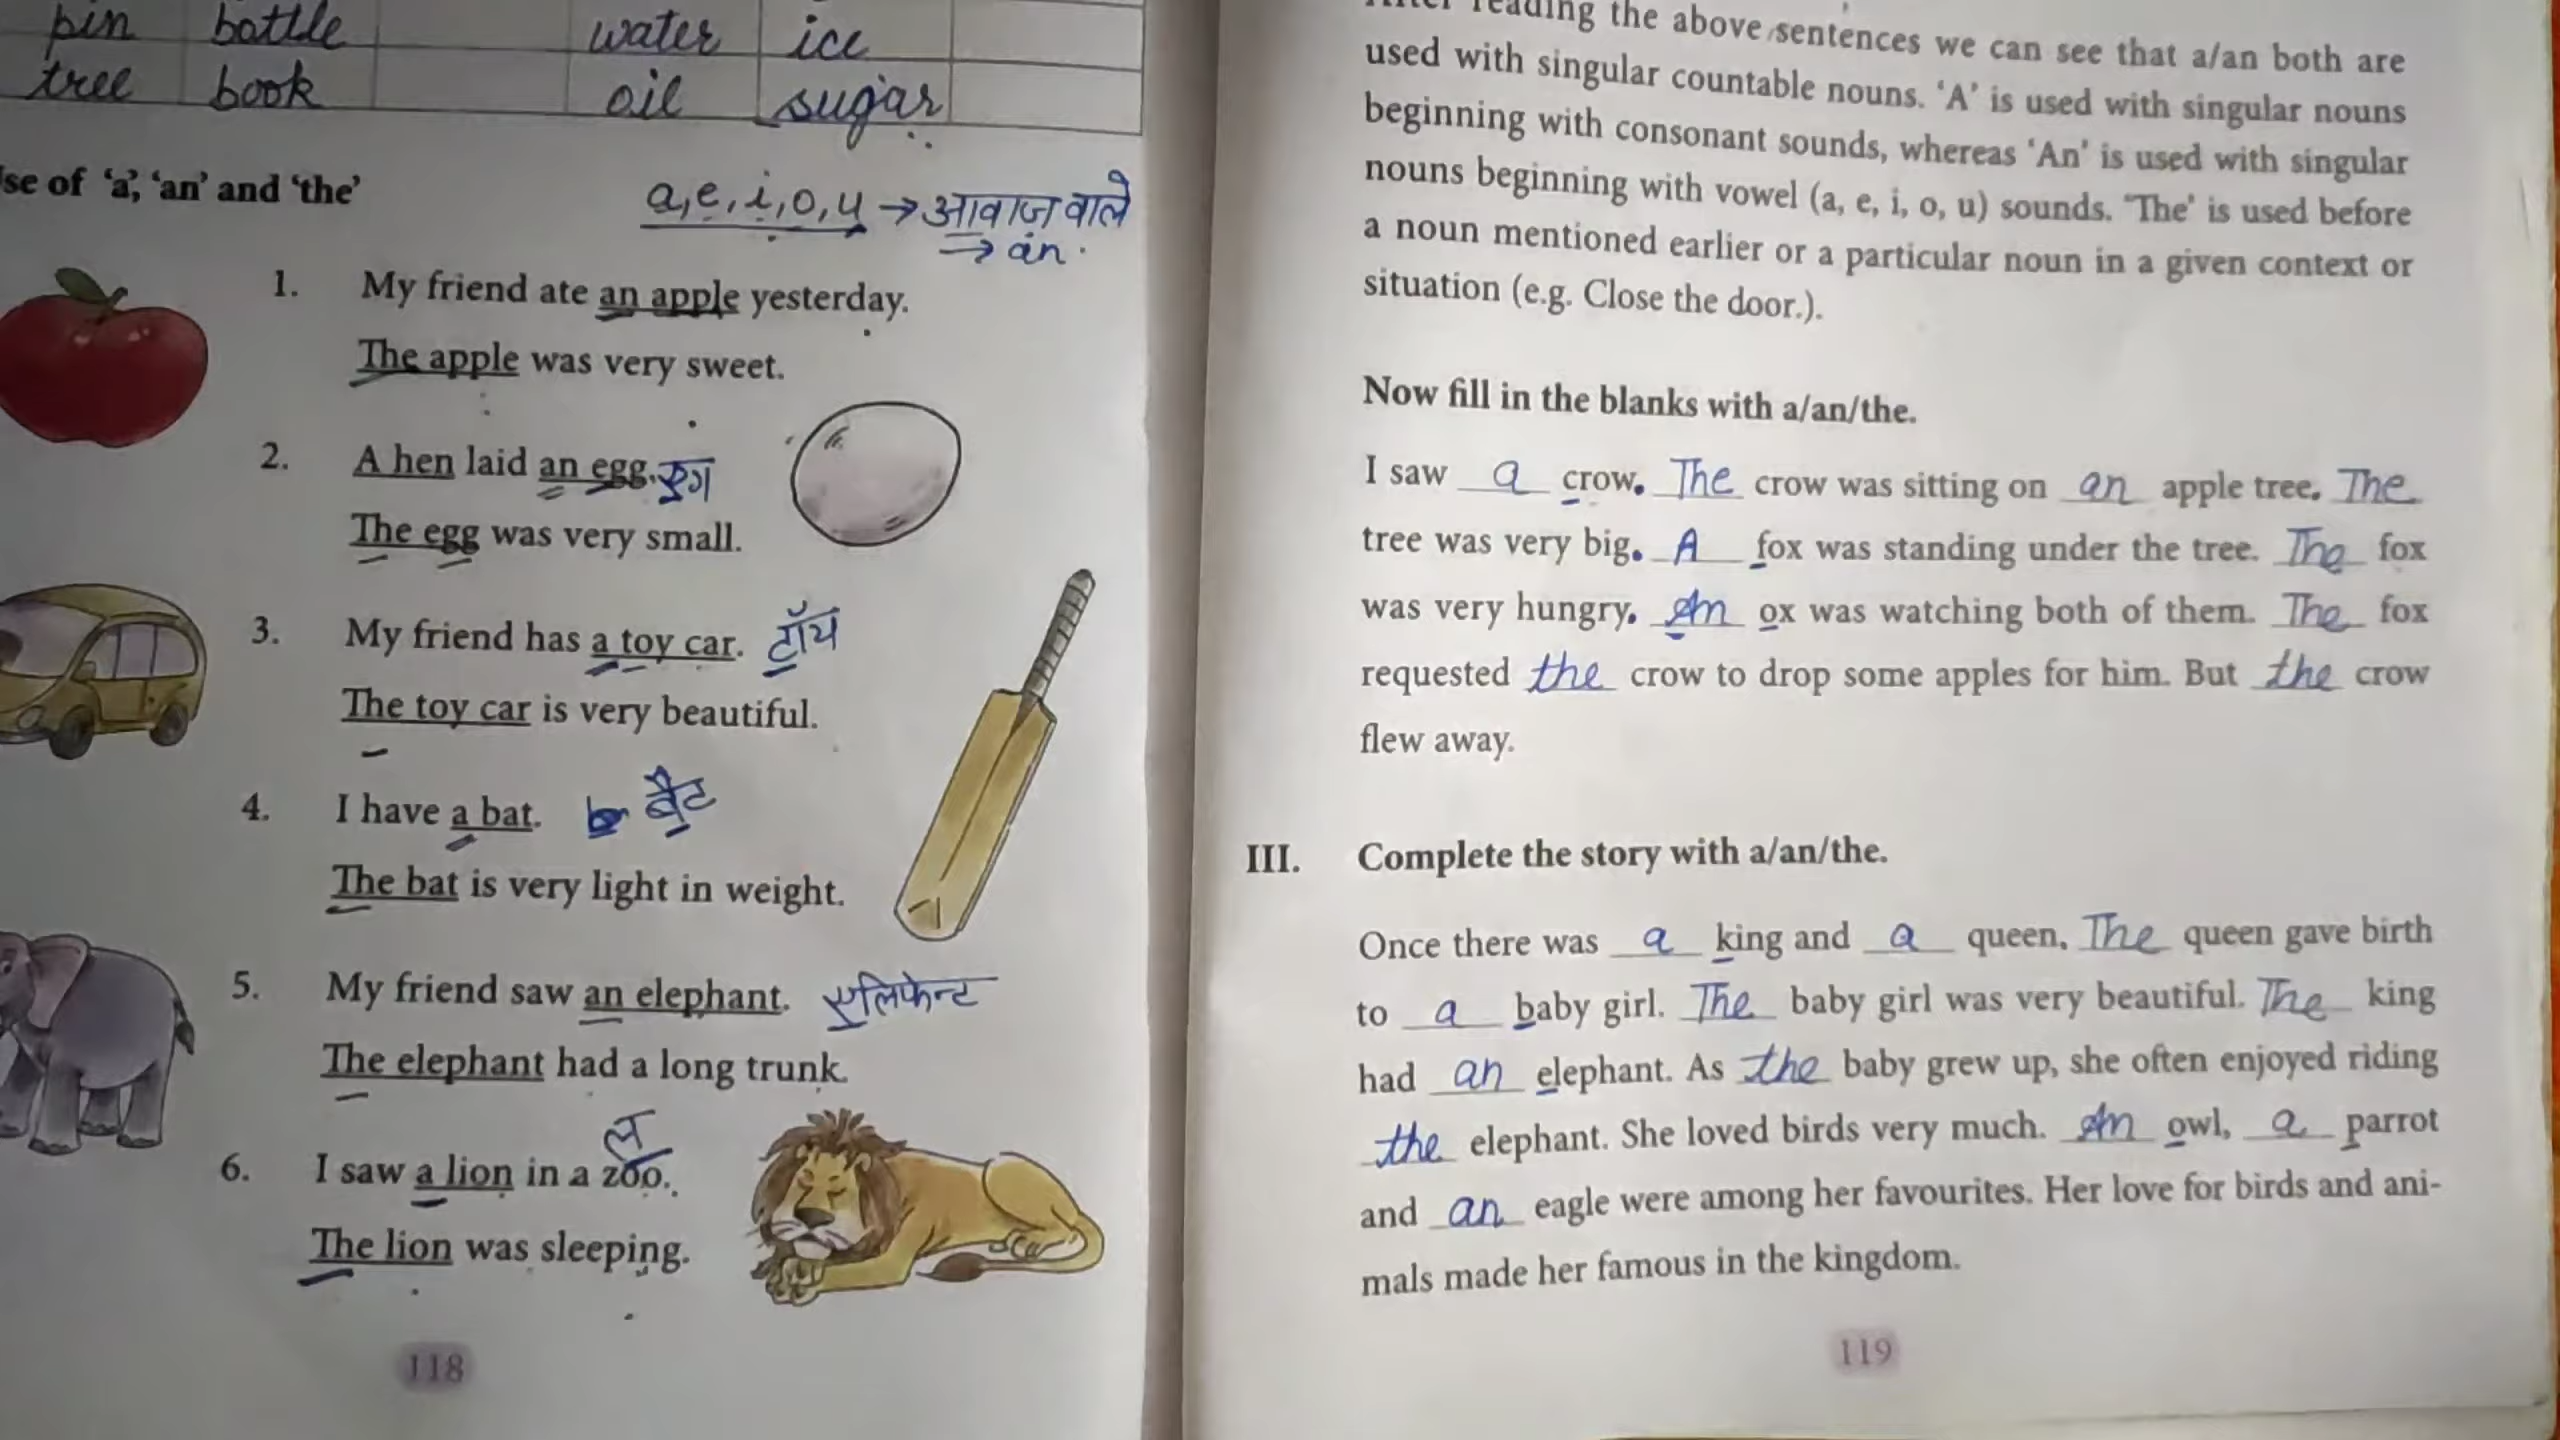 pin bottle water ice
tree book oil sugar
se of ‘a’, ‘an’ and ‘the’
a, e, i, o, u → आवाज वाले
→ an.
1. My friend ate an apple yesterday.
The apple was very sweet.
2. A hen laid an egg. एग
The egg was very small.
3. My friend has a toy car. टॉय
The toy car is very beautiful.
4. I have a bat. बैट
The bat is very light in weight.
5. My friend saw an elephant. एलिफेन्ट
The elephant had a long trunk.
ल
6. I saw a lion in a zoo.
The lion was sleeping.
118
reading the above sentences we can see that a/an both are
used with singular countable nouns. ‘A’ is used with singular nouns
beginning with consonant sounds, whereas ‘An’ is used with singular
nouns beginning with vowel (a, e, i, o, u) sounds. ‘The’ is used before
a noun mentioned earlier or a particular noun in a given context or
situation (e.g. Close the door.).
Now fill in the blanks with a/an/the.
I saw a crow. The crow was sitting on an apple tree. The
tree was very big. A fox was standing under the tree. The fox
was very hungry. An ox was watching both of them. The fox
requested the crow to drop some apples for him. But the crow
flew away.
III. Complete the story with a/an/the.
Once there was a king and a queen. The queen gave birth
to a baby girl. The baby girl was very beautiful. The king
had an elephant. As the baby grew up, she often enjoyed riding
the elephant. She loved birds very much. An owl, a parrot
and an eagle were among her favourites. Her love for birds and ani-
mals made her famous in the kingdom.
119